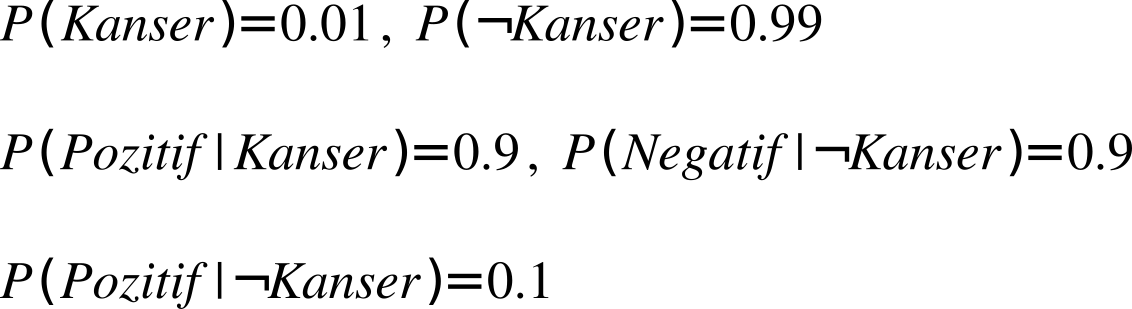 P(Kanser)=0.01, P(¬Kanser)=0.99
P(Pozitif|Kanser)=0.9, P(Negatif|¬Kanser)=0.9
P(Pozitif|¬Kanser)=0.1